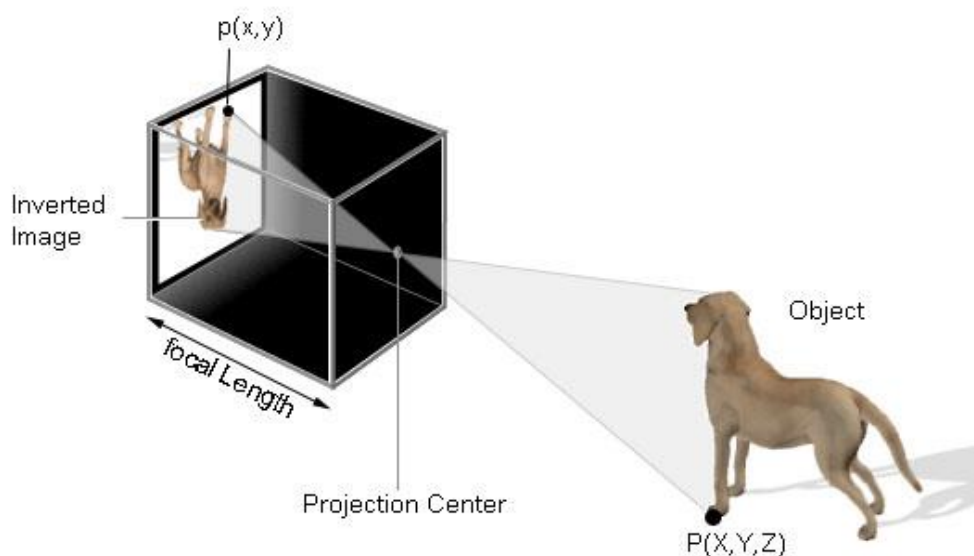 p(x,y)
Inverted
Image
Object
focal Length
Projection Center
P(X,Y,Z)